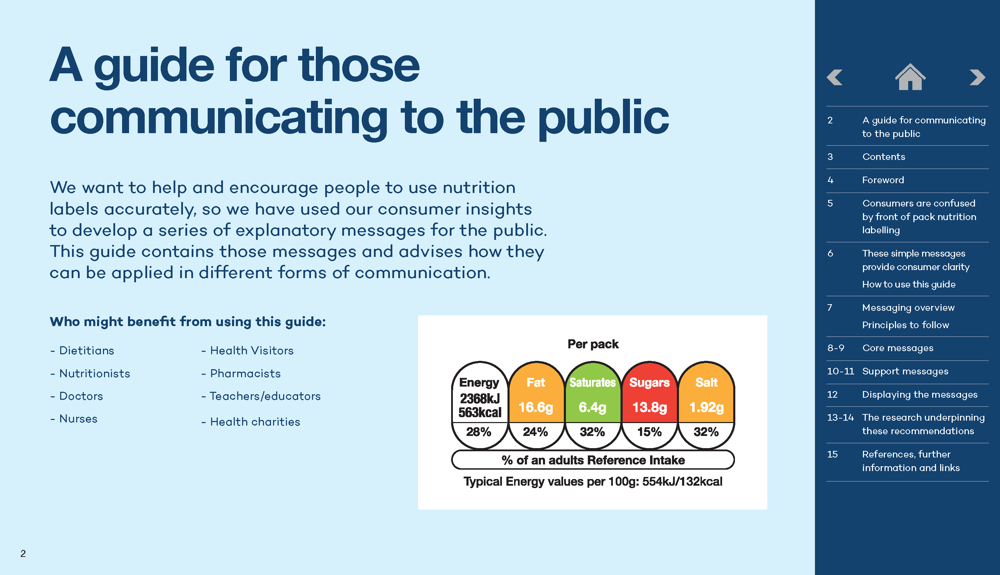 A guide for those
communicating to the public
We want to help and encourage people to use nutrition
labels accurately, so we have used our consumer insights
to develop a series of explanatory messages for the public.
This guide contains those messages and advises how they
can be applied in different forms of communication.
Who might benefit from using this guide:
- Dietitians
- Nutritionists
- Doctors
- Nurses
- Health Visitors
- Pharmacists
- Teachers/educators
- Health charities
Per pack
Energy Fat Saturates Sugars Salt
2368kJ
563kcal 16.6g 6.4g 13.8g 1.92g
28% 24% 32% 15% 32%
% of an adults Reference Intake
Typical Energy values per 100g: 554kJ/132kcal
2
2 A guide for communicating
to the public
3 Contents
4 Foreword
5 Consumers are confused
by front of pack nutrition
labelling
6 These simple messages
provide consumer clarity
How to use this guide
7 Messaging overview
Principles to follow
8-9 Core messages
10-11 Support messages
12 Displaying the messages
13-14 The research underpinning
these recommendations
15 References, further
information and links